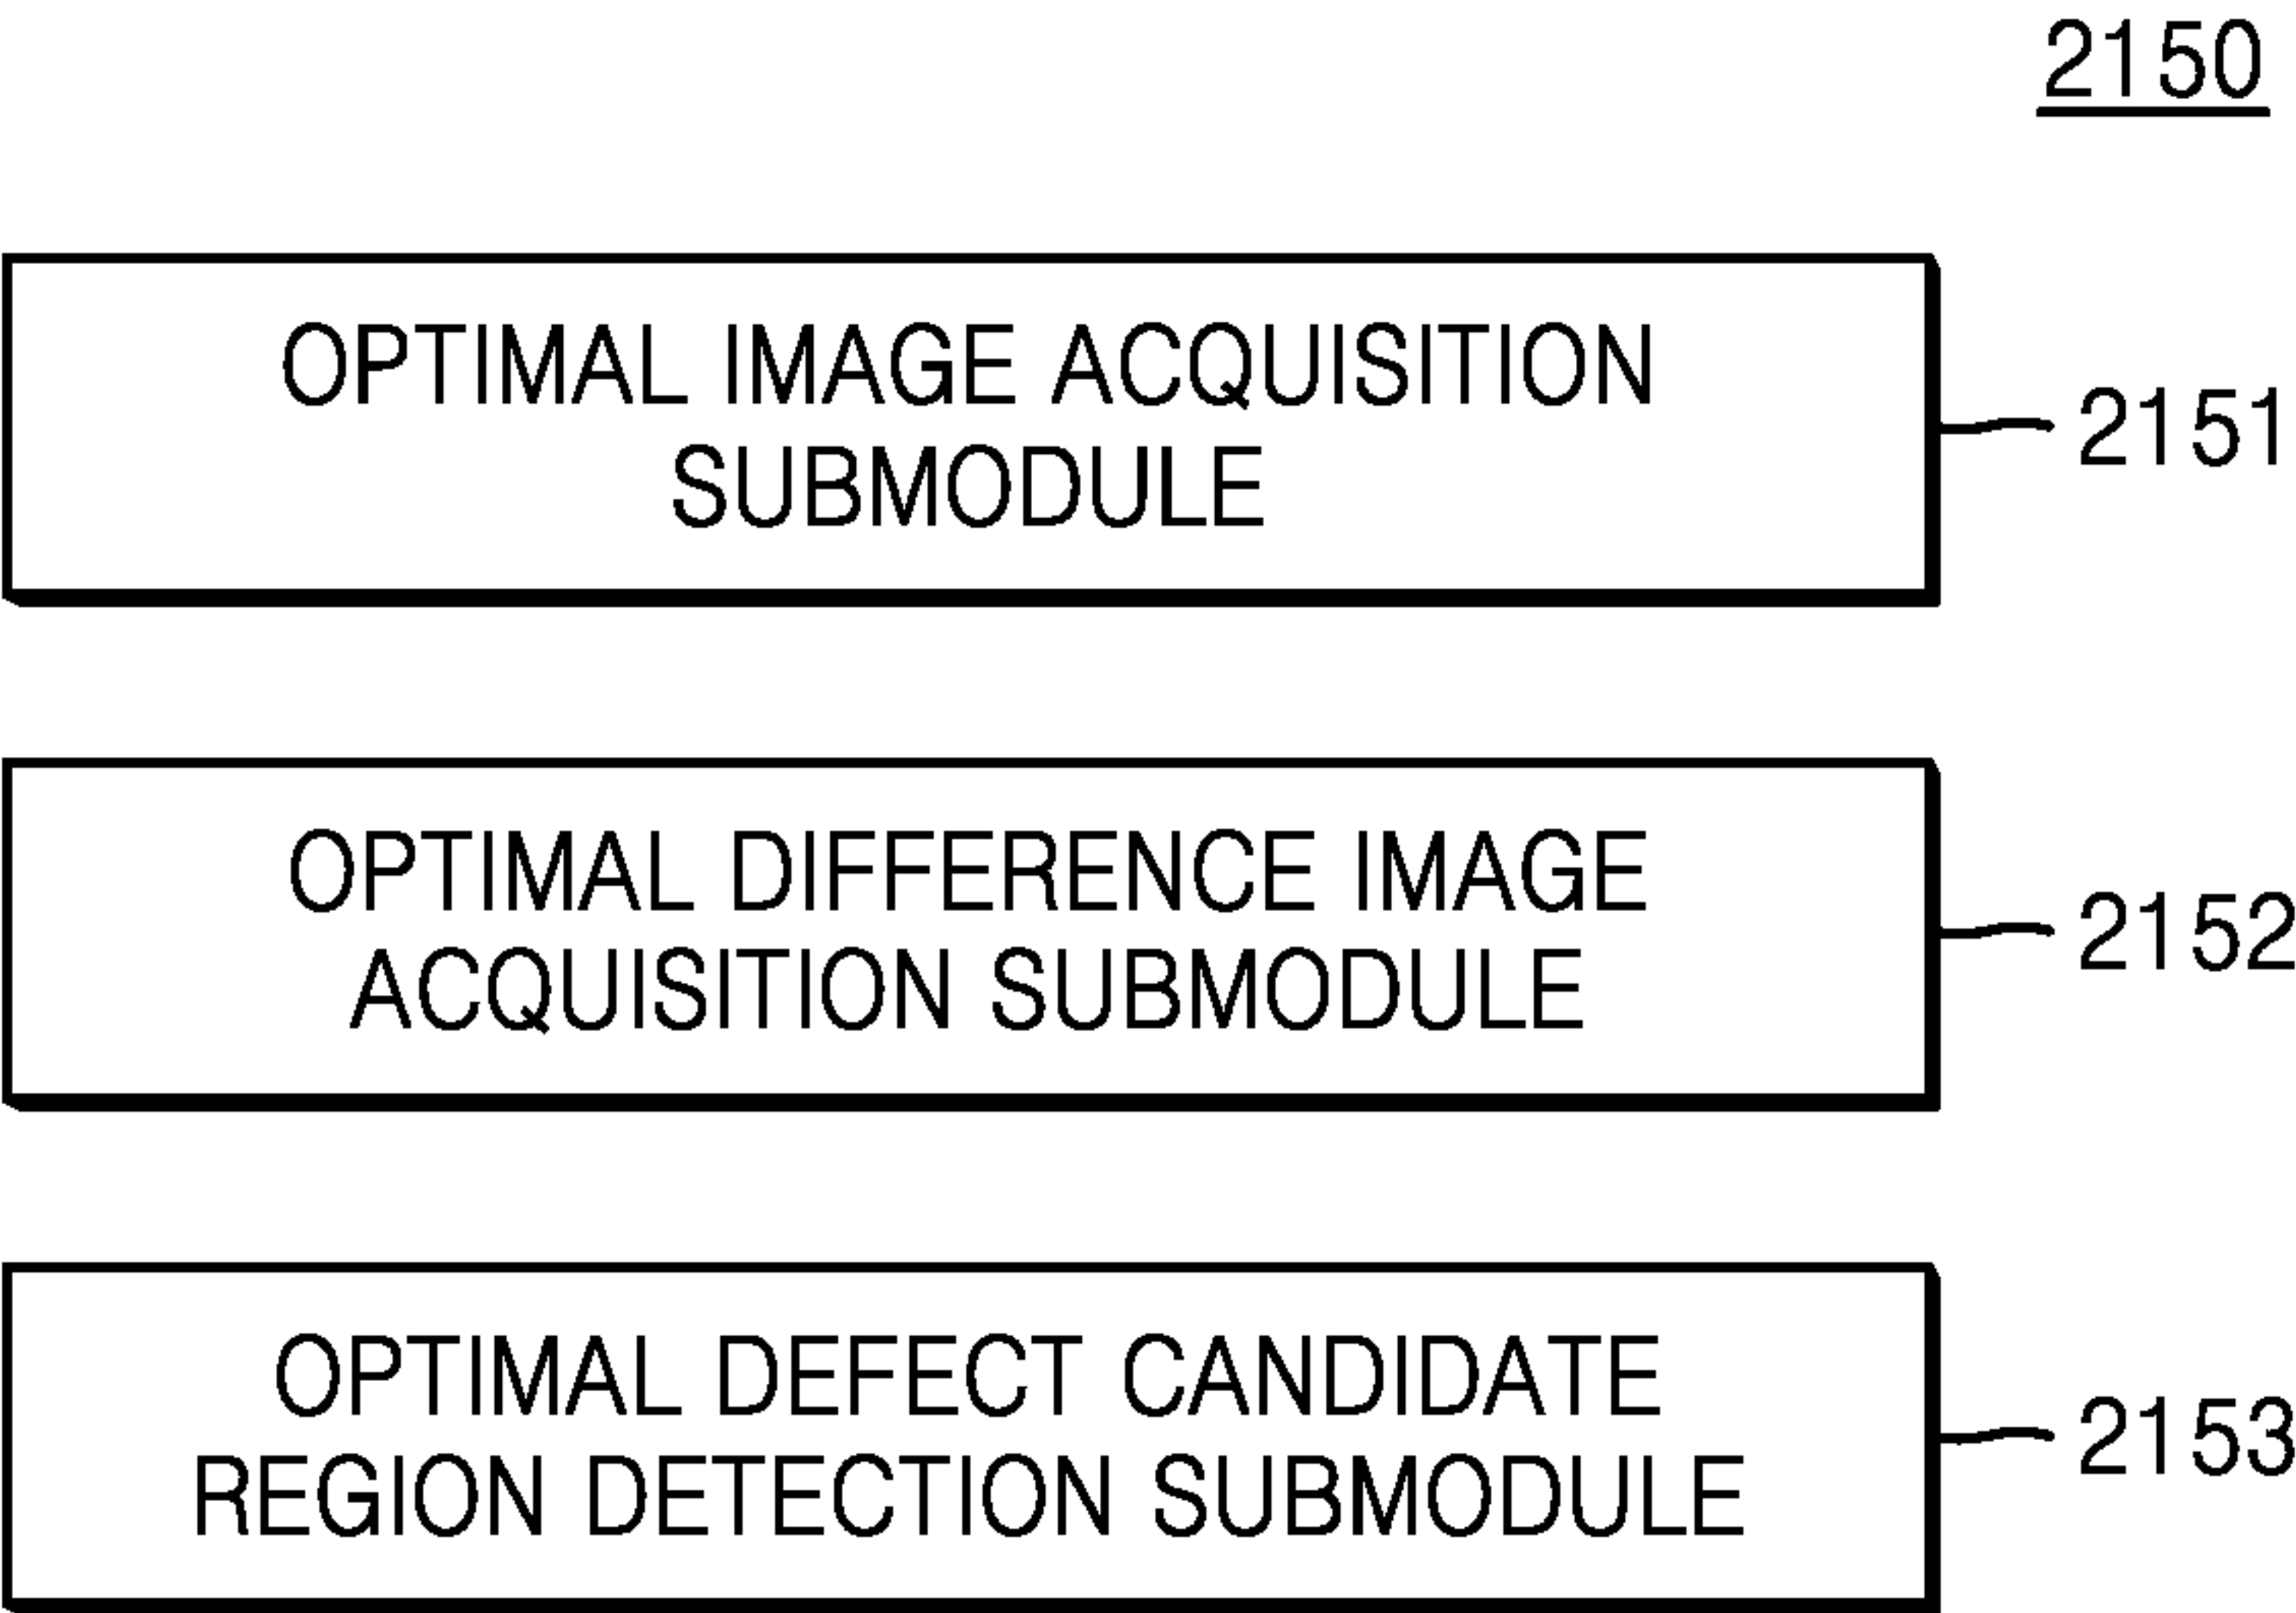 2150
OPTIMAL IMAGE ACQUISITION
SUBMODULE
2151
OPTIMAL DIFFERENCE IMAGE
ACQUISITION SUBMODULE
2152
OPTIMAL DEFECT CANDIDATE
REGION DETECTION SUBMODULE
2153